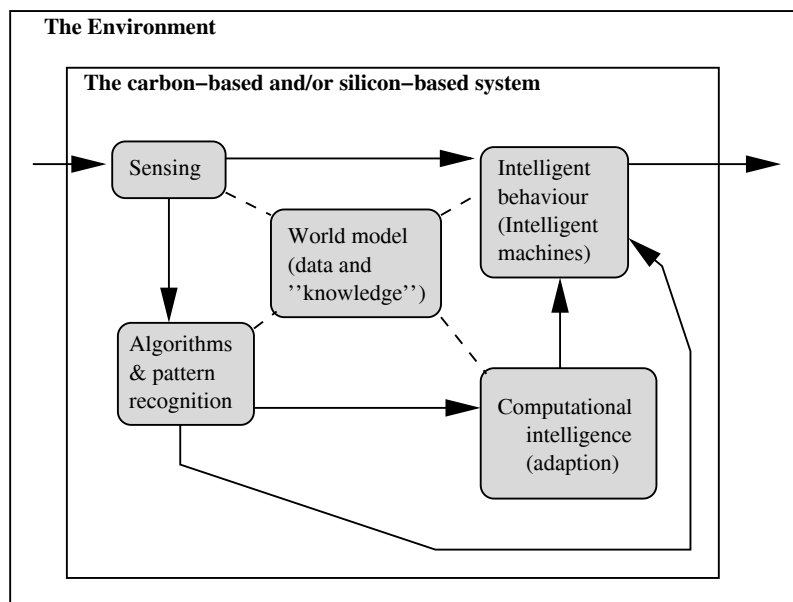 The Environment
The carbon−based and/or silicon−based system
Sensing
Intelligent
behaviour
(Intelligent
machines)
World model
(data and
’’knowledge’’)
Algorithms
& pattern
recognition
Computational
intelligence
(adaption)